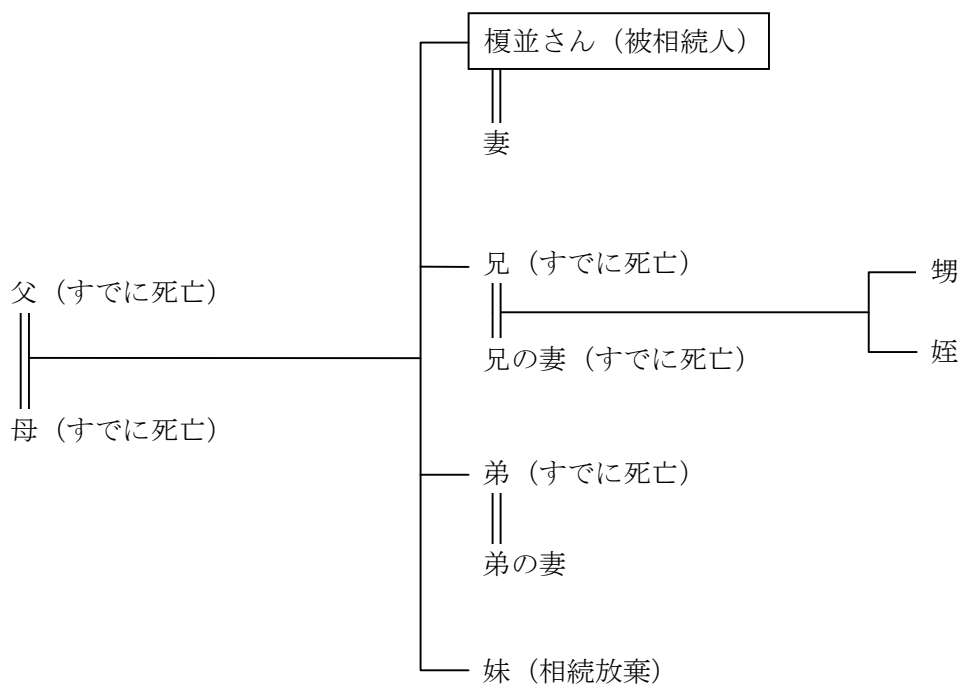 榎並さん（被相続人）
妻
兄（すでに死亡）
兄の妻（すでに死亡）
甥
姪
父（すでに死亡）
母（すでに死亡）
弟（すでに死亡）
弟の妻
妹（相続放棄）